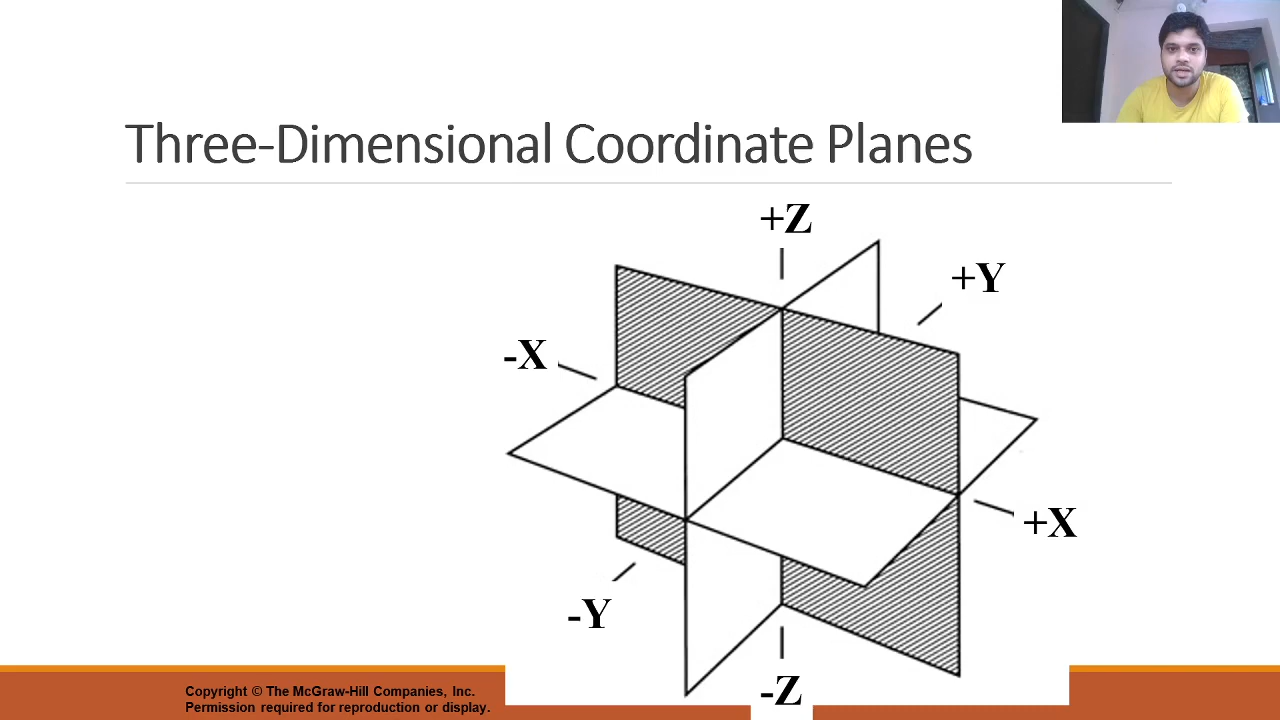 Three-Dimensional Coordinate Planes
+Z
+Y
-X
+X
-Y
-Z
Copyright © The McGraw-Hill Companies, Inc.
Permission required for reproduction or display.